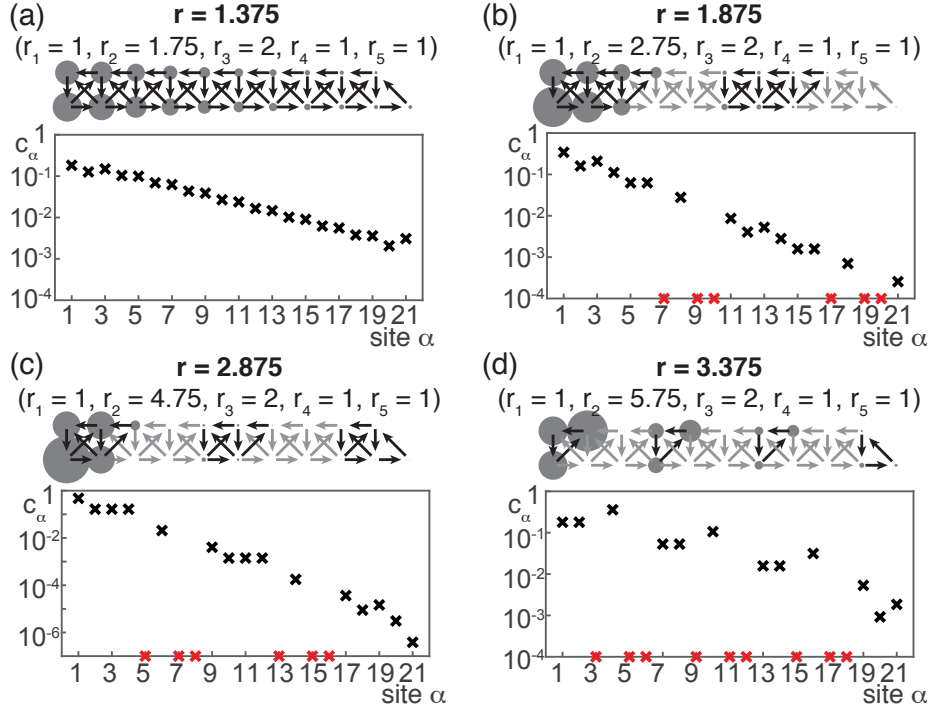 (a)
r = 1.375
(r1 = 1, r2 = 1.75, r3 = 2, r4 = 1, r5 = 1)
cα
1
10-1
10-2
10-3
10-4
1 3 5 7 9 11 13 15 17 19 21
site α
(b)
r = 1.875
(r1 = 1, r2 = 2.75, r3 = 2, r4 = 1, r5 = 1)
cα
1
10-1
10-2
10-3
10-4
1 3 5 7 9 11 13 15 17 19 21
site α
(c)
r = 2.875
(r1 = 1, r2 = 4.75, r3 = 2, r4 = 1, r5 = 1)
cα
1
10-2
10-4
10-6
1 3 5 7 9 11 13 15 17 19 21
site α
(d)
r = 3.375
(r1 = 1, r2 = 5.75, r3 = 2, r4 = 1, r5 = 1)
cα
1
10-1
10-2
10-3
10-4
1 3 5 7 9 11 13 15 17 19 21
site α